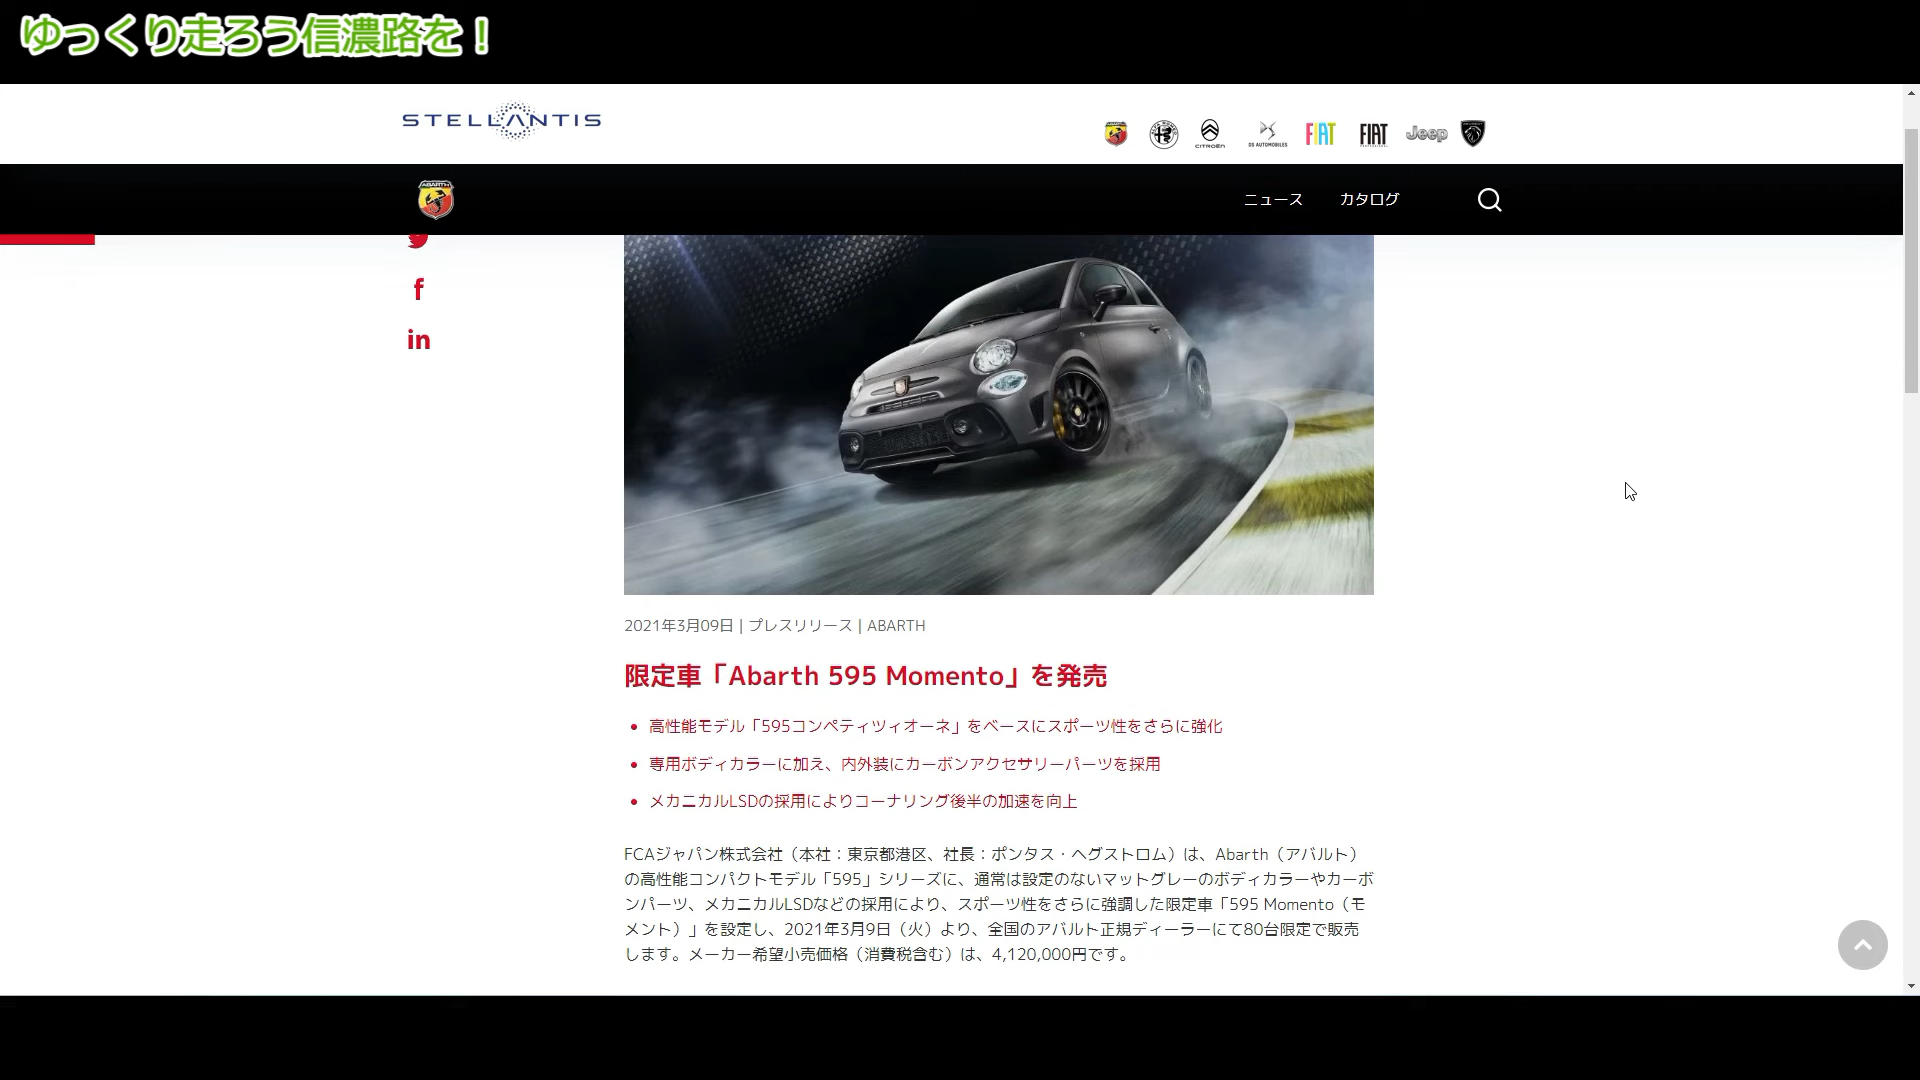 ゆっくり走ろう信濃路を！
STELLANTIS
ABARTH
CITROËN
DS AUTOMOBILES
FIAT
FIAT
PROFESSIONAL
Jeep
ニュース
カタログ
f
in
2021年3月09日 | プレスリリース | ABARTH
限定車「Abarth 595 Momento」を発売
• 高性能モデル「595コンペティツィオーネ」をベースにスポーツ性をさらに強化
• 専用ボディカラーに加え、内外装にカーボンアクセサリーパーツを採用
• メカニカルLSDの採用によりコーナリング後半の加速を向上
FCAジャパン株式会社（本社：東京都港区、社長：ポンタス・ヘグストロム）は、Abarth（アバルト）
の高性能コンパクトモデル「595」シリーズに、通常は設定のないマットグレーのボディカラーやカーボ
ンパーツ、メカニカルLSDなどの採用により、スポーツ性をさらに強調した限定車「595 Momento（モ
メント）」を設定し、2021年3月9日（火）より、全国のアバルト正規ディーラーにて80台限定で販売
します。メーカー希望小売価格（消費税含む）は、4,120,000円です。